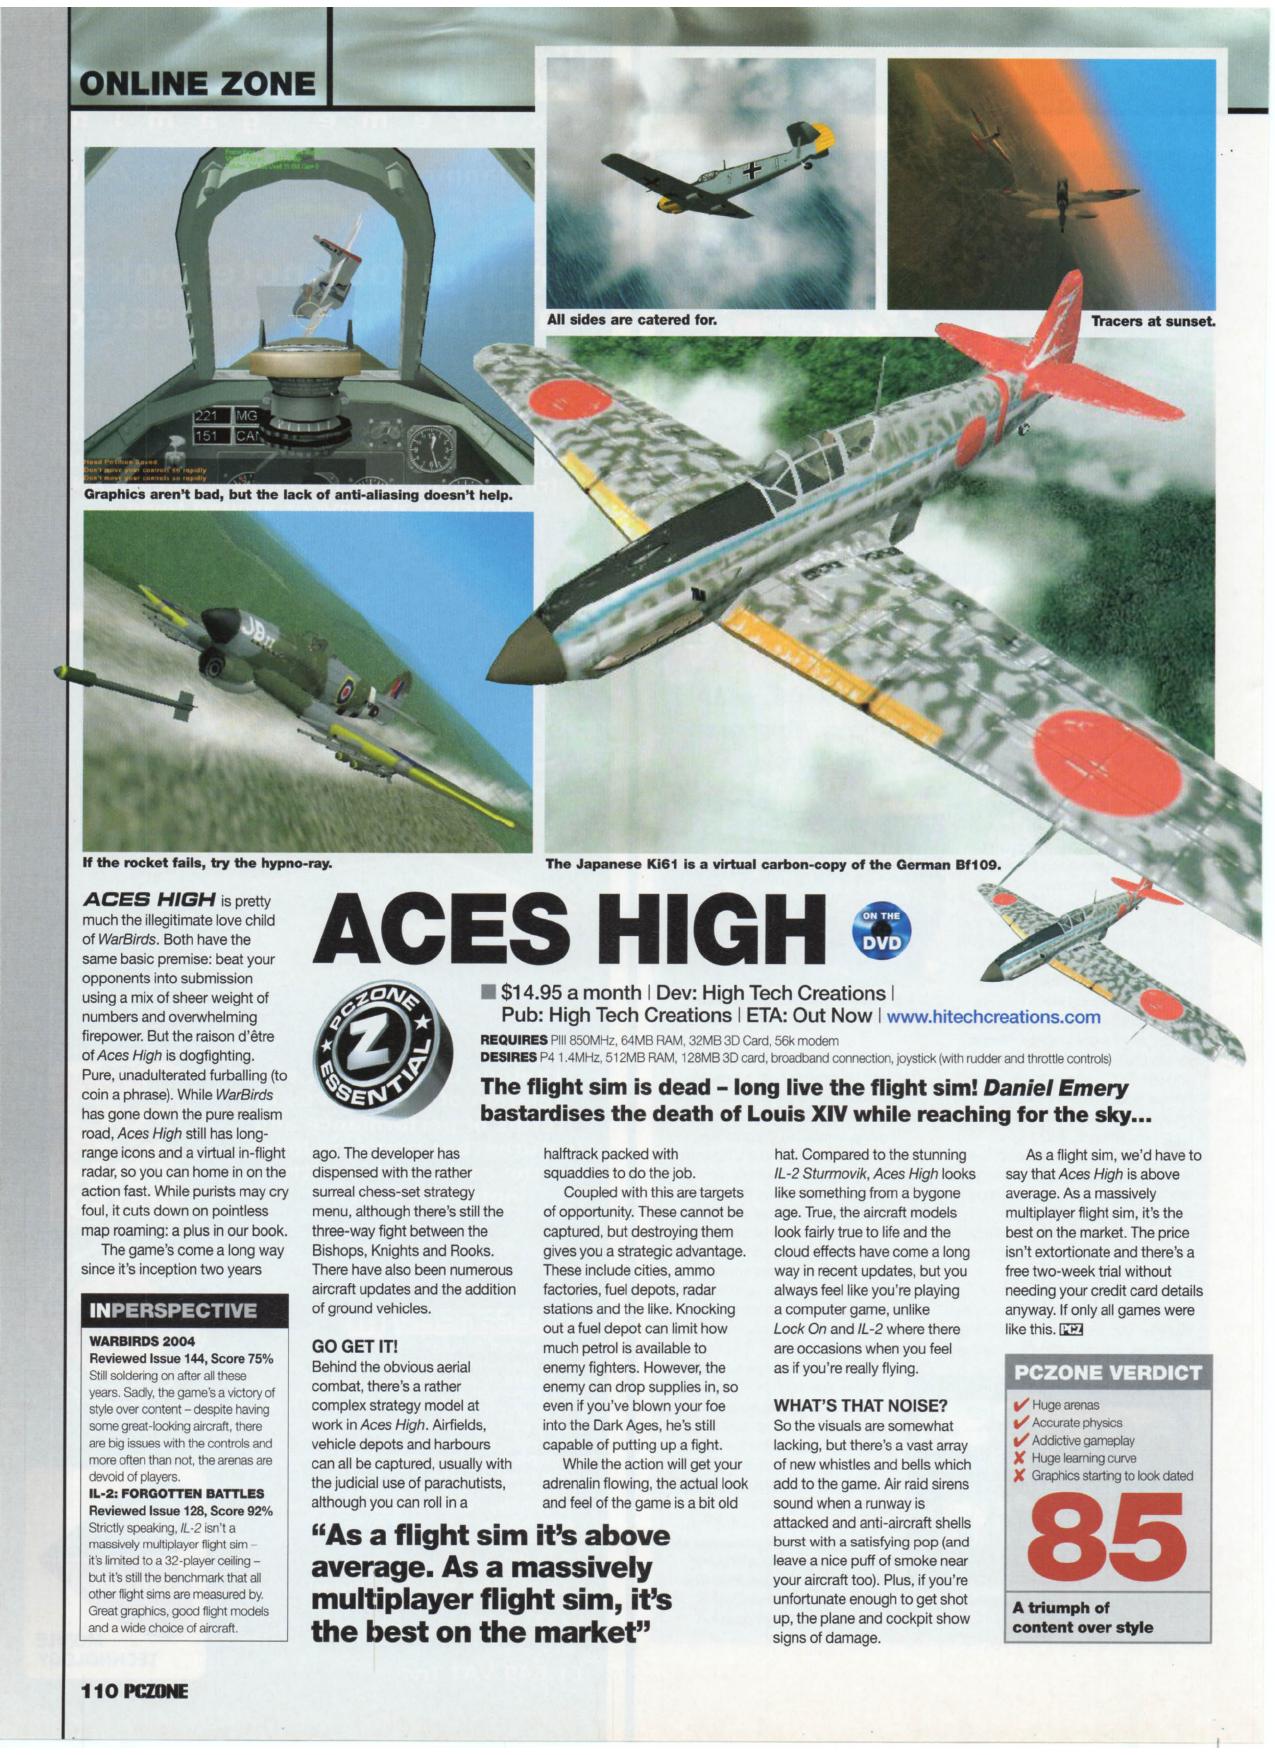 ONLINE ZONE
221 MG
151 CAN
Head Position Saved
Don't move your controls so rapidly
Don't move your controls so rapidly
Graphics aren't bad, but the lack of anti-aliasing doesn't help.
All sides are catered for.
Tracers at sunset.
JB
If the rocket fails, try the hypno-ray.
The Japanese Ki61 is a virtual carbon-copy of the German Bf109.
ACES HIGH
ON THE
DVD
PCZONE
Z
ESSENTIAL
$14.95 a month | Dev: High Tech Creations |
Pub: High Tech Creations | ETA: Out Now | www.hitechcreations.com
REQUIRES PIII 850MHz, 64MB RAM, 32MB 3D Card, 56k modem
DESIRES P4 1.4MHz, 512MB RAM, 128MB 3D card, broadband connection, joystick (with rudder and throttle controls)
The flight sim is dead – long live the flight sim! Daniel Emery
bastardises the death of Louis XIV while reaching for the sky...
ACES HIGH is pretty
much the illegitimate love child
of WarBirds. Both have the
same basic premise: beat your
opponents into submission
using a mix of sheer weight of
numbers and overwhelming
firepower. But the raison d'être
of Aces High is dogfighting.
Pure, unadulterated furballing (to
coin a phrase). While WarBirds
has gone down the pure realism
road, Aces High still has long-
range icons and a virtual in-flight
radar, so you can home in on the
action fast. While purists may cry
foul, it cuts down on pointless
map roaming: a plus in our book.
The game's come a long way
since it's inception two years
ago. The developer has
dispensed with the rather
surreal chess-set strategy
menu, although there's still the
three-way fight between the
Bishops, Knights and Rooks.
There have also been numerous
aircraft updates and the addition
of ground vehicles.
GO GET IT!
Behind the obvious aerial
combat, there's a rather
complex strategy model at
work in Aces High. Airfields,
vehicle depots and harbours
can all be captured, usually with
the judicial use of parachutists,
although you can roll in a
halftrack packed with
squaddies to do the job.
Coupled with this are targets
of opportunity. These cannot be
captured, but destroying them
gives you a strategic advantage.
These include cities, ammo
factories, fuel depots, radar
stations and the like. Knocking
out a fuel depot can limit how
much petrol is available to
enemy fighters. However, the
enemy can drop supplies in, so
even if you've blown your foe
into the Dark Ages, he's still
capable of putting up a fight.
While the action will get your
adrenalin flowing, the actual look
and feel of the game is a bit old
hat. Compared to the stunning
IL-2 Sturmovik, Aces High looks
like something from a bygone
age. True, the aircraft models
look fairly true to life and the
cloud effects have come a long
way in recent updates, but you
always feel like you're playing
a computer game, unlike
Lock On and IL-2 where there
are occasions when you feel
as if you're really flying.
WHAT'S THAT NOISE?
So the visuals are somewhat
lacking, but there's a vast array
of new whistles and bells which
add to the game. Air raid sirens
sound when a runway is
attacked and anti-aircraft shells
burst with a satisfying pop (and
leave a nice puff of smoke near
your aircraft too). Plus, if you're
unfortunate enough to get shot
up, the plane and cockpit show
signs of damage.
As a flight sim, we'd have to
say that Aces High is above
average. As a massively
multiplayer flight sim, it's the
best on the market. The price
isn't extortionate and there's a
free two-week trial without
needing your credit card details
anyway. If only all games were
like this. PCZ
"As a flight sim it's above
average. As a massively
multiplayer flight sim, it's
the best on the market"
INPERSPECTIVE
WARBIRDS 2004
Reviewed Issue 144, Score 75%
Still soldering on after all these
years. Sadly, the game's a victory of
style over content – despite having
some great-looking aircraft, there
are big issues with the controls and
more often than not, the arenas are
devoid of players.
IL-2: FORGOTTEN BATTLES
Reviewed Issue 128, Score 92%
Strictly speaking, IL-2 isn't a
massively multiplayer flight sim –
it's limited to a 32-player ceiling –
but it's still the benchmark that all
other flight sims are measured by.
Great graphics, good flight models
and a wide choice of aircraft.
PCZONE VERDICT
✓ Huge arenas
✓ Accurate physics
✓ Addictive gameplay
✗ Huge learning curve
✗ Graphics starting to look dated
85
A triumph of
content over style
110 PCZONE